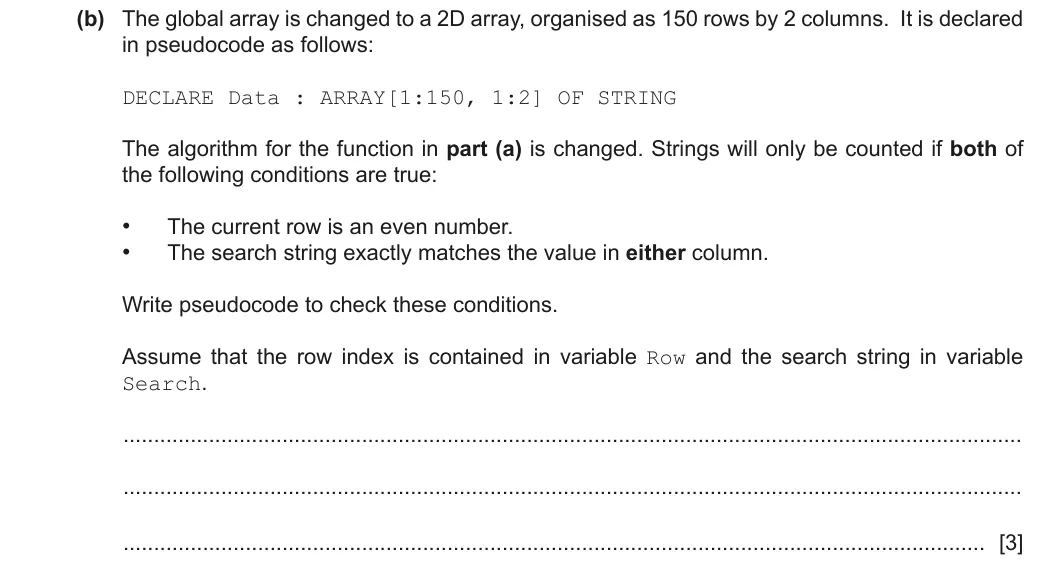 (b) The global array is changed to a 2D array, organised as 150 rows by 2 columns. It is declared
in pseudocode as follows:
DECLARE Data : ARRAY[1:150, 1:2] OF STRING
The algorithm for the function in part (a) is changed. Strings will only be counted if both of
the following conditions are true:
• The current row is an even number.
• The search string exactly matches the value in either column.
Write pseudocode to check these conditions.
Assume that the row index is contained in variable Row and the search string in variable
Search.
[3]